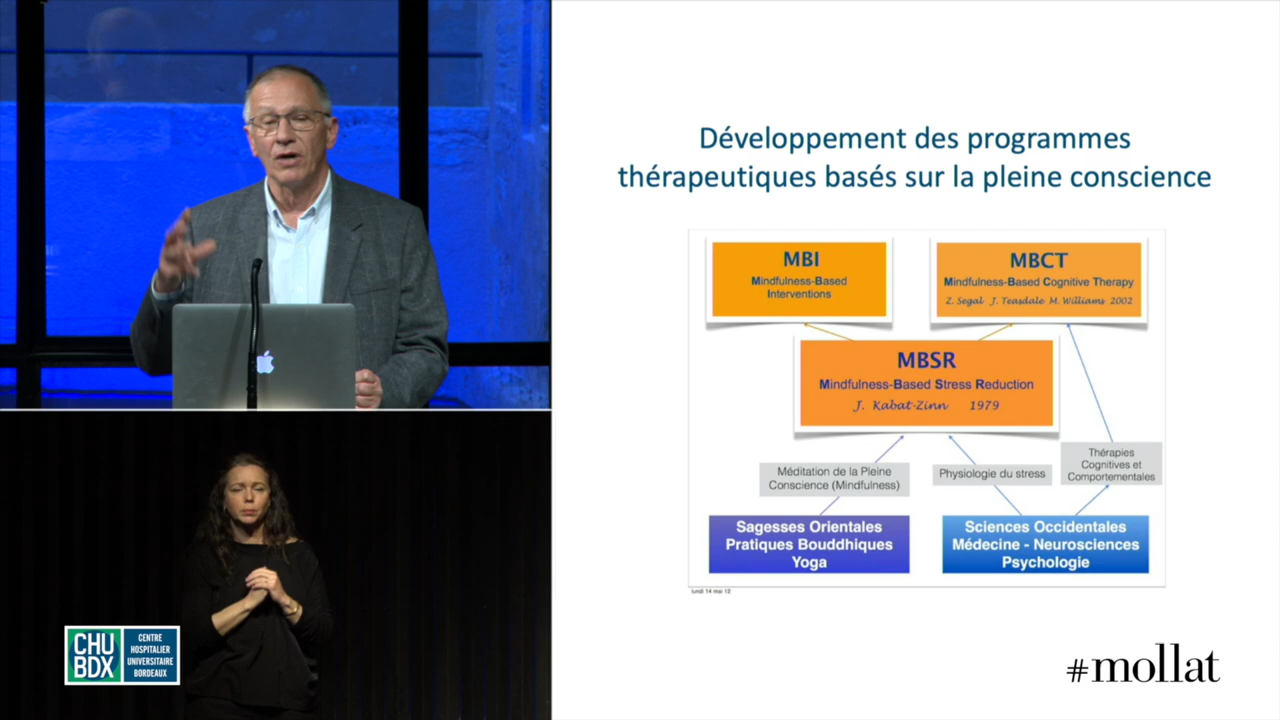 Développement des programmes
thérapeutiques basés sur la pleine conscience
MBI
Mindfulness-Based
Interventions
MBCT
Mindfulness-Based Cognitive Therapy
Z. Segal J. Teasdale M. Williams 2002
MBSR
Mindfulness-Based Stress Reduction
J. Kabat-Zinn 1979
Méditation de la Pleine
Conscience (Mindfulness)
Physiologie du stress
Thérapies
Cognitives et
Comportementales
Sagesses Orientales
Pratiques Bouddhiques
Yoga
Sciences Occidentales
Médecine - Neurosciences
Psychologie
lundi 14 mai 12
CHU
BDX
CENTRE
HOSPITALIER
UNIVERSITAIRE
BORDEAUX
#mollat